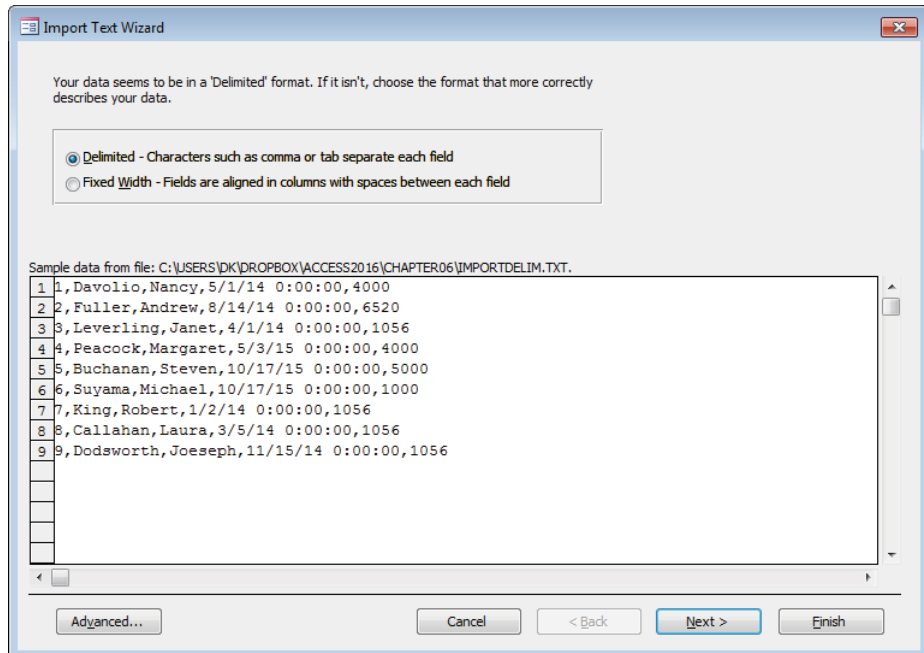 Import Text Wizard
Your data seems to be in a 'Delimited' format. If it isn't, choose the format that more correctly
describes your data.
Delimited - Characters such as comma or tab separate each field
Fixed Width - Fields are aligned in columns with spaces between each field
Sample data from file: C:\USERS\DK\DROPBOX\ACCESS2016\CHAPTER06\IMPORTDELIM.TXT.
1 1,Davolio,Nancy,5/1/14 0:00:00,4000
2 2,Fuller,Andrew,8/14/14 0:00:00,6520
3 3,Leverling,Janet,4/1/14 0:00:00,1056
4 4,Peacock,Margaret,5/3/15 0:00:00,4000
5 5,Buchanan,Steven,10/17/15 0:00:00,5000
6 6,Suyama,Michael,10/17/15 0:00:00,1000
7 7,King,Robert,1/2/14 0:00:00,1056
8 8,Callahan,Laura,3/5/14 0:00:00,1056
9 9,Dodsworth,Joeseph,11/15/14 0:00:00,1056
Advanced... Cancel < Back Next > Finish